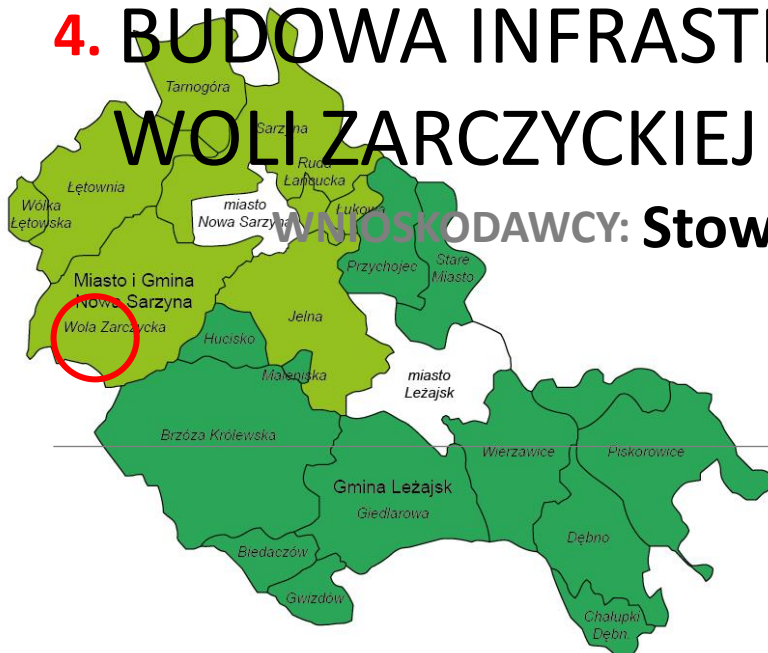 4. BUDOWA INFRAST
WOLI ZARCZYCKIEJ
WNIOSKODAWCY: Stow
Tarnogóra
Sarzyna
Ruda
Łańcucka
Łętownia
Wólka
Łętowska
miasto
Nowa Sarzyna
Łukowa
Przychojec
Stare
Miasto
Miasto i Gmina
Nowa Sarzyna
Wola Zarczycka
Jelna
Hucisko
Maleniska
miasto
Leżajsk
Brzóza Królewska
Wierzawice
Piskorowice
Gmina Leżajsk
Giedlarowa
Dębno
Biedaczów
Gwizdów
Chałupki
Dębn.